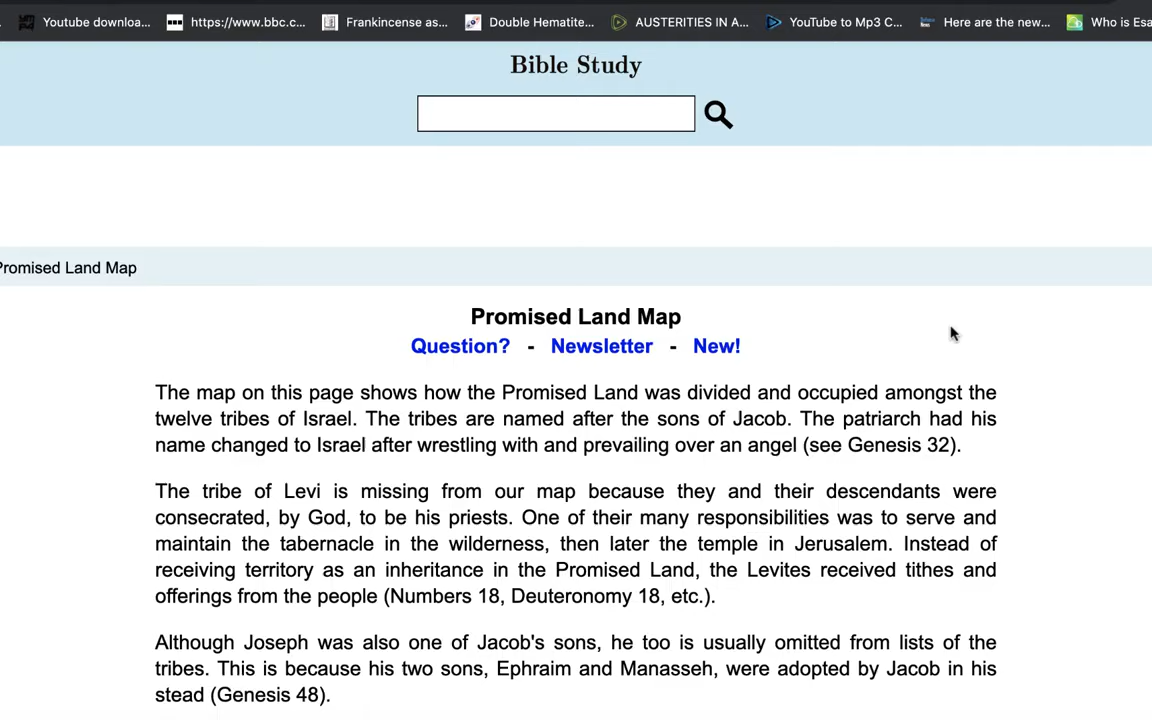 Youtube downloa... https://www.bbc.c... Frankincense as... Double Hematite... AUSTERITIES IN A... YouTube to Mp3 C... Here are the new... Who is Esa
Bible Study
Promised Land Map
Promised Land Map
Question? - Newsletter - New!
The map on this page shows how the Promised Land was divided and occupied amongst the
twelve tribes of Israel. The tribes are named after the sons of Jacob. The patriarch had his
name changed to Israel after wrestling with and prevailing over an angel (see Genesis 32).
The tribe of Levi is missing from our map because they and their descendants were
consecrated, by God, to be his priests. One of their many responsibilities was to serve and
maintain the tabernacle in the wilderness, then later the temple in Jerusalem. Instead of
receiving territory as an inheritance in the Promised Land, the Levites received tithes and
offerings from the people (Numbers 18, Deuteronomy 18, etc.).
Although Joseph was also one of Jacob's sons, he too is usually omitted from lists of the
tribes. This is because his two sons, Ephraim and Manasseh, were adopted by Jacob in his
stead (Genesis 48).